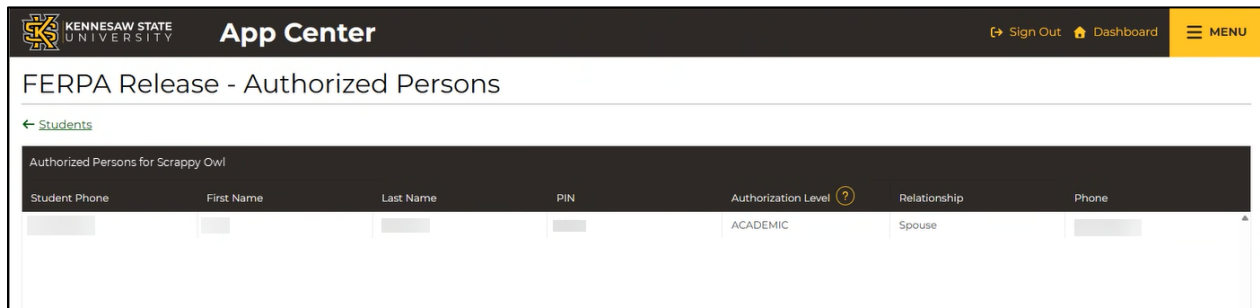 KENNESAW STATE
UNIVERSITY
App Center
Sign Out Dashboard MENU
FERPA Release - Authorized Persons
← Students
Authorized Persons for Scrappy Owl
Student Phone First Name Last Name PIN Authorization Level ? Relationship Phone
ACADEMIC Spouse